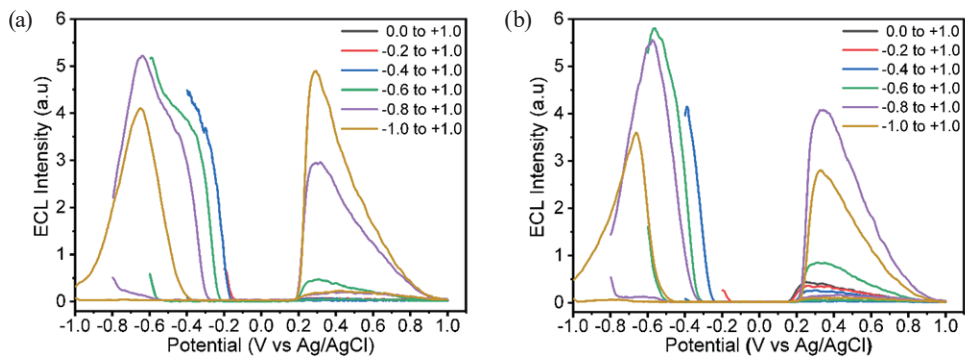 (a)
6
5
4
3
2
1
0
ECL Intensity (a.u)
0.0 to +1.0
-0.2 to +1.0
-0.4 to +1.0
-0.6 to +1.0
-0.8 to +1.0
-1.0 to +1.0
-1.0 -0.8 -0.6 -0.4 -0.2 0.0 0.2 0.4 0.6 0.8 1.0
Potential (V vs Ag/AgCl)
(b)
6
5
4
3
2
1
0
ECL Intensity (a.u)
0.0 to +1.0
-0.2 to +1.0
-0.4 to +1.0
-0.6 to +1.0
-0.8 to +1.0
-1.0 to +1.0
-1.0 -0.8 -0.6 -0.4 -0.2 0.0 0.2 0.4 0.6 0.8 1.0
Potential (V vs Ag/AgCl)